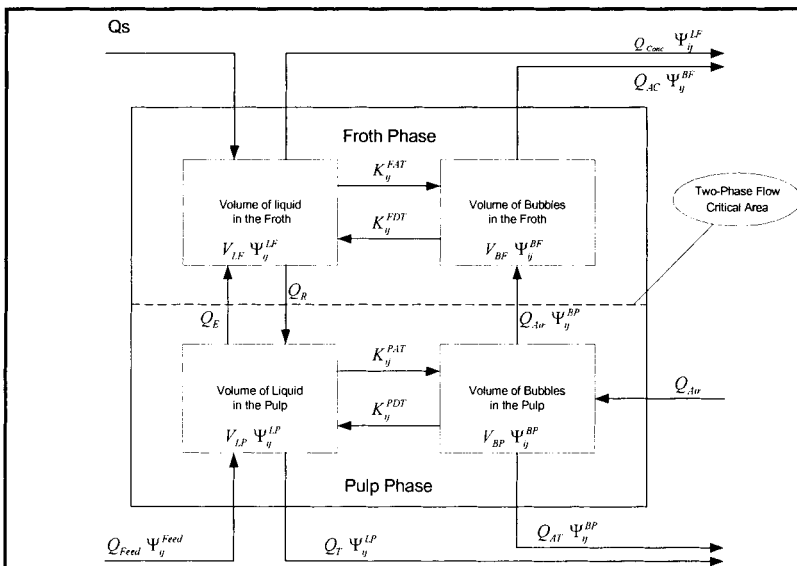 Qs
Q_Conc Ψ_ij^LF
Q_AC Ψ_ij^BF
Froth Phase
Volume of liquid
in the Froth
V_LF Ψ_ij^LF
K_ij^FAT
K_ij^FDT
Volume of Bubbles
in the Froth
V_BF Ψ_ij^BF
Two-Phase Flow
Critical Area
Q_E
Q_R
Q_Air Ψ_ij^BP
Volume of Liquid
in the Pulp
V_LP Ψ_ij^LP
K_ij^PAT
K_ij^PDT
Volume of Bubbles
in the Pulp
V_BP Ψ_ij^BP
Q_Air
Pulp Phase
Q_Feed Ψ_ij^Feed
Q_T Ψ_ij^LP
Q_AT Ψ_ij^BP